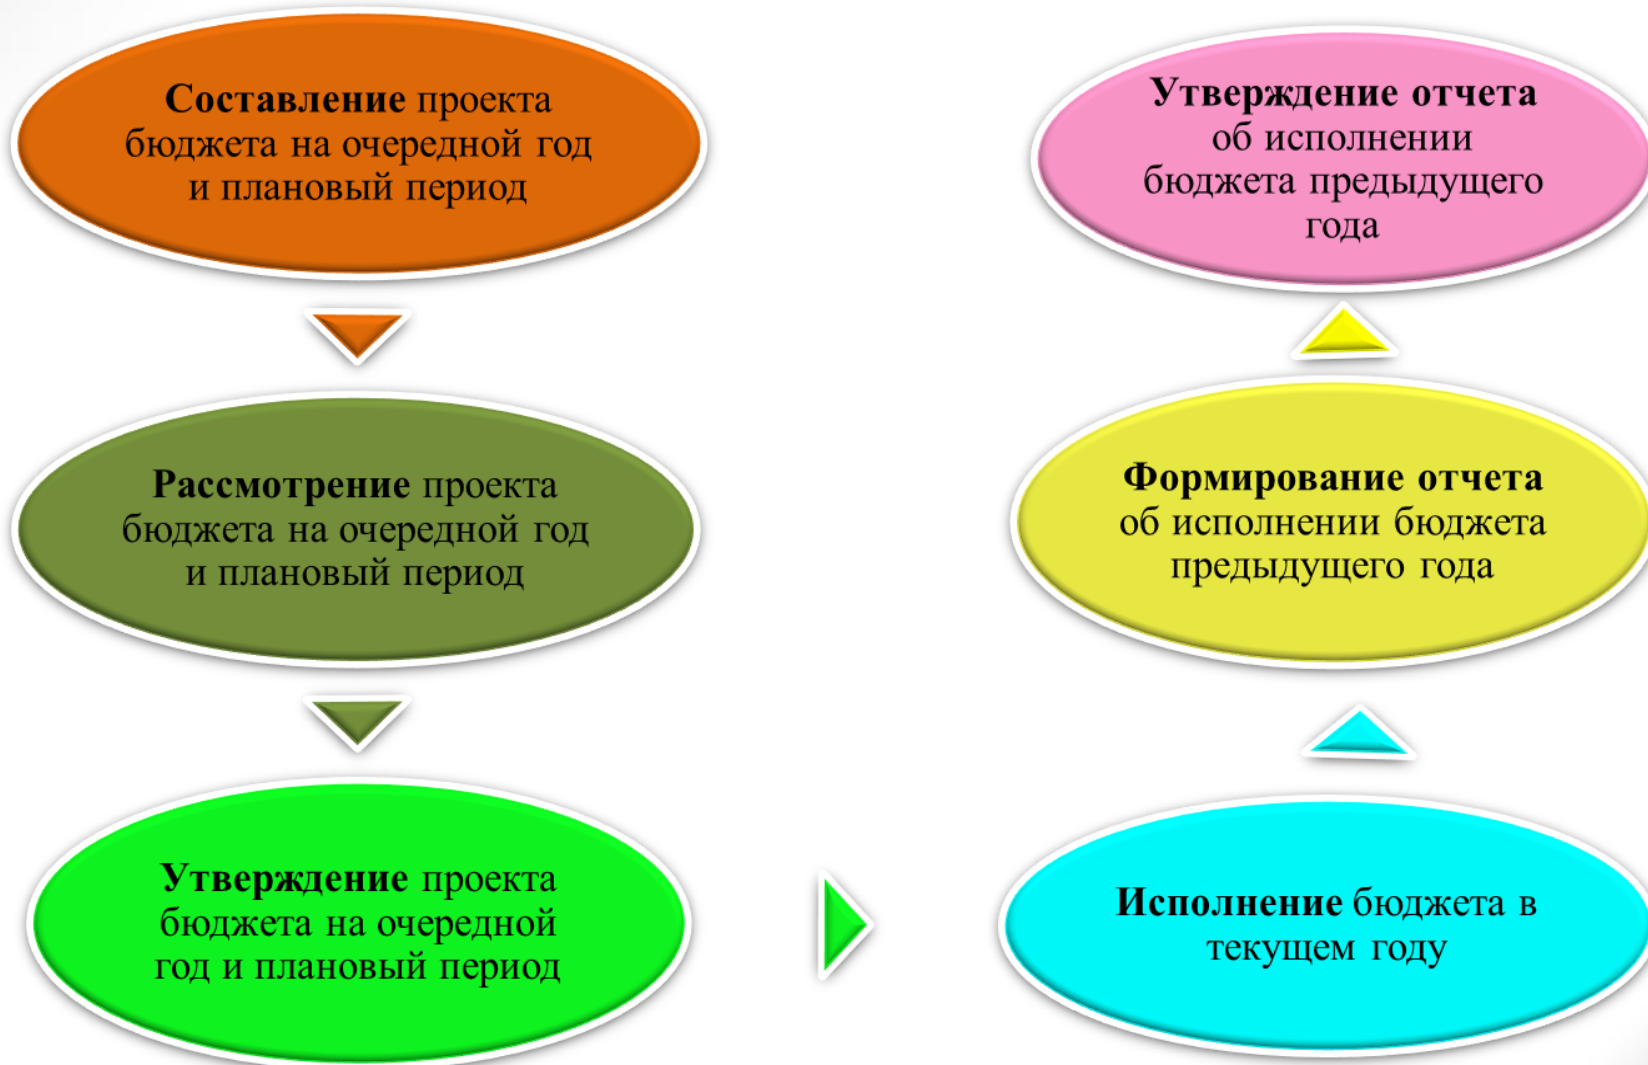 Составление проекта
бюджета на очередной год
и плановый период
Рассмотрение проекта
бюджета на очередной год
и плановый период
Утверждение проекта
бюджета на очередной
год и плановый период
Исполнение бюджета в
текущем году
Формирование отчета
об исполнении бюджета
предыдущего года
Утверждение отчета
об исполнении
бюджета предыдущего
года